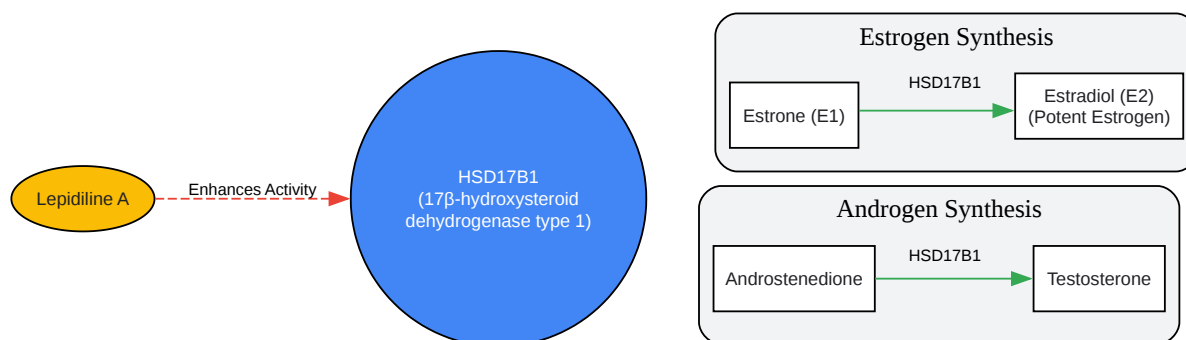 Lepidiline A
Enhances Activity
HSD17B1
(17β-hydroxysteroid
dehydrogenase type 1)
Estrogen Synthesis
Estrone (E1)
HSD17B1
Estradiol (E2)
(Potent Estrogen)
Androgen Synthesis
Androstenedione
HSD17B1
Testosterone